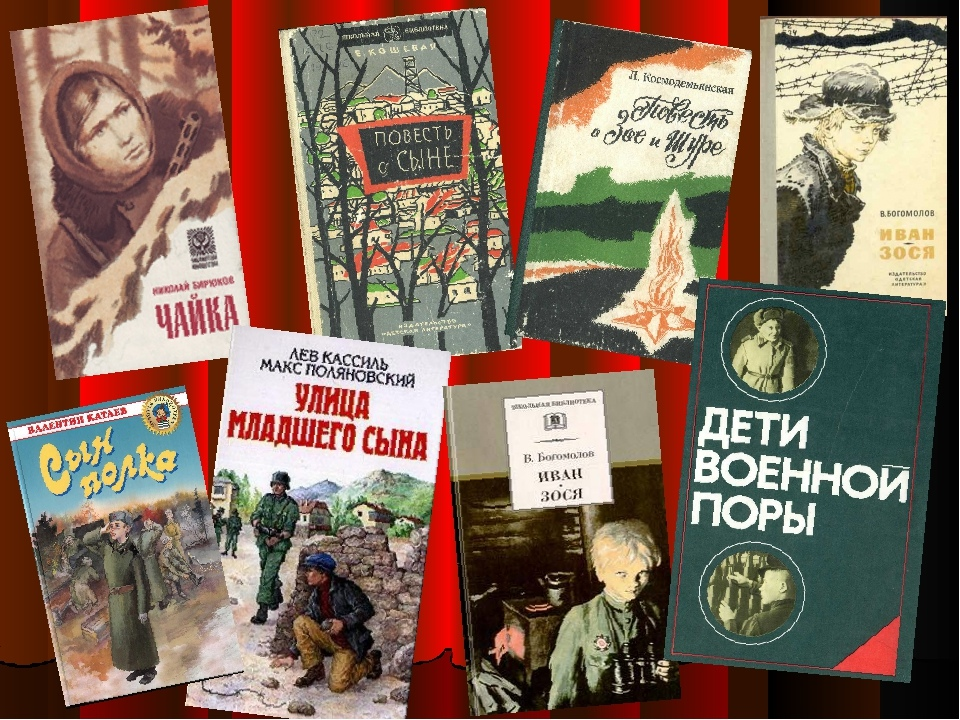 НИКОЛАЙ БИРЮКОВ
ЧАЙКА
ШКОЛЬНАЯ БИБЛИОТЕКА
Е. КОШЕВАЯ
ПОВЕСТЬ
о СЫНЕ
ИЗДАТЕЛЬСТВО
«ДЕТСКАЯ ЛИТЕРАТУРА»
Л. Космодемьянская
Повесть
о Зое и Шуре
В. БОГОМОЛОВ
ИВАН
ЗОСЯ
ИЗДАТЕЛЬСТВО
«ДЕТСКАЯ
ЛИТЕРАТУРА»
ВАЛЕНТИН КАТАЕВ
Сын
полка
ЛЕВ КАССИЛЬ
МАКС ПОЛЯНОВСКИЙ
УЛИЦА
МЛАДШЕГО СЫНА
ШКОЛЬНАЯ БИБЛИОТЕКА
В. Богомолов
ИВАН
ЗОСЯ
ДЕТИ
ВОЕННОЙ
ПОРЫ